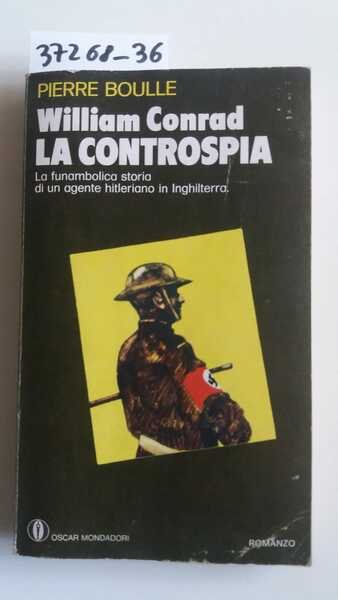 37268-36
PIERRE BOULLE
William Conrad
LA CONTROSPIA
La funambolica storia
di un agente hitleriano in Inghilterra.
OSCAR MONDADORI
ROMANZO